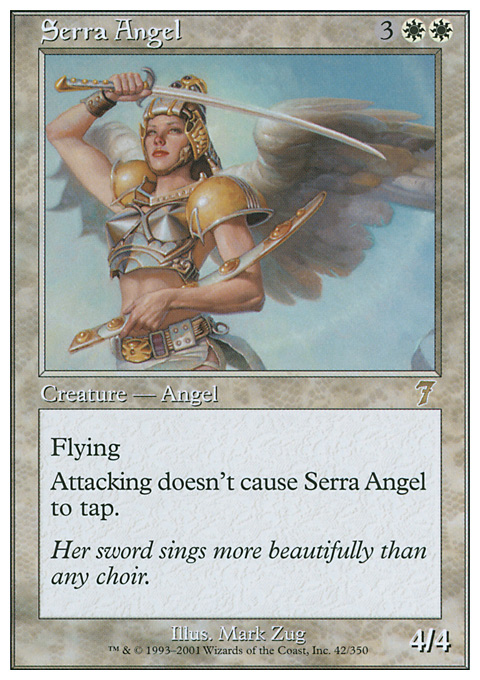 Serra Angel 3
Creature — Angel 7
Flying
Attacking doesn't cause Serra Angel
to tap.
Her sword sings more beautifully than
any choir.
Illus. Mark Zug
™ & © 1993–2001 Wizards of the Coast, Inc. 42/350 4/4